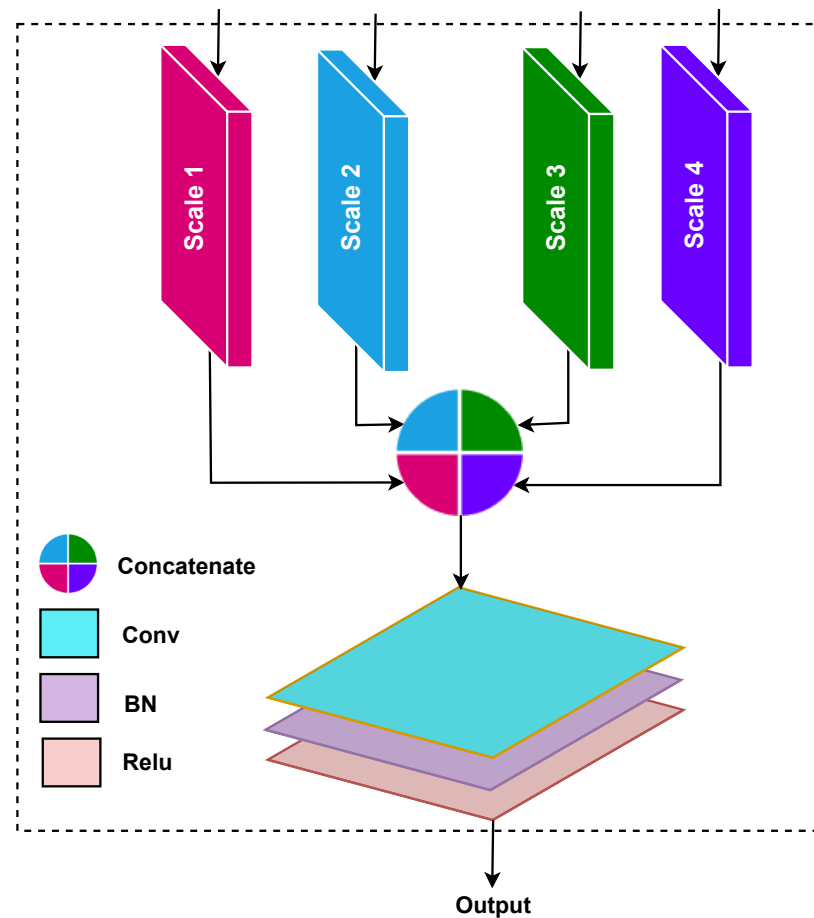 Scale 1
Scale 2
Scale 3
Scale 4
Concatenate
Conv
BN
Relu
Output